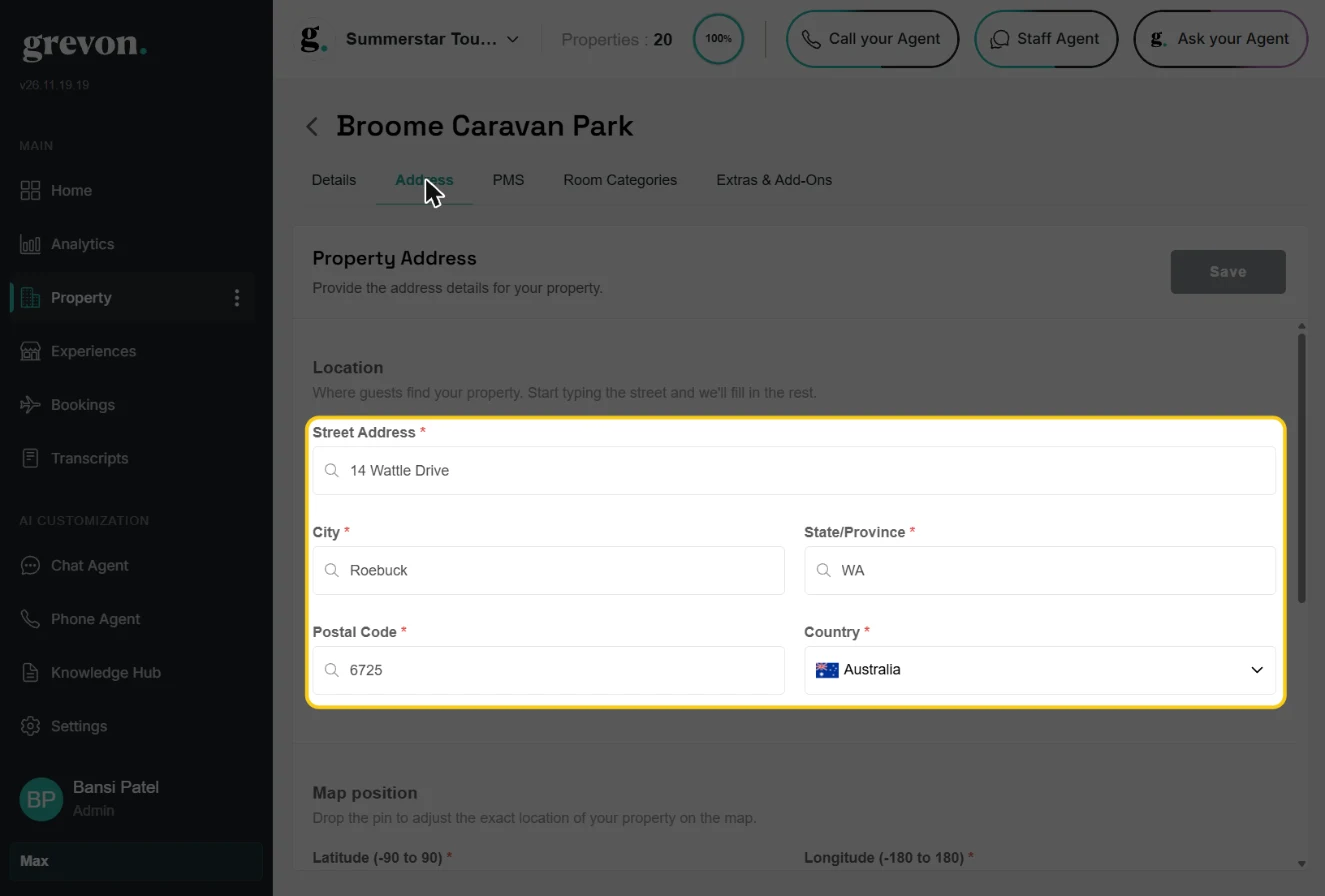 grevon.
v26.11.19.19
MAIN
Home
Analytics
Property
Experiences
Bookings
Transcripts
AI CUSTOMIZATION
Chat Agent
Phone Agent
Knowledge Hub
Settings
BP
Bansi Patel
Admin
Max
g. Summerstar Tou...
Properties : 20
100%
Call your Agent
Staff Agent
g. Ask your Agent
Broome Caravan Park
Details Address PMS Room Categories Extras & Add-Ons
Property Address
Provide the address details for your property.
Save
Location
Where guests find your property. Start typing the street and we'll fill in the rest.
Street Address *
14 Wattle Drive
City * State/Province *
Roebuck WA
Postal Code * Country *
6725 Australia
Map position
Drop the pin to adjust the exact location of your property on the map.
Latitude (-90 to 90) * Longitude (-180 to 180) *